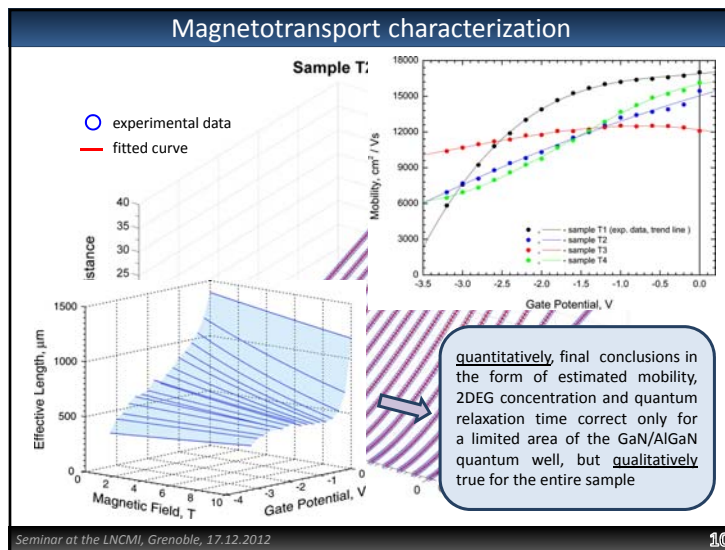 Magnetotransport characterization
Sample T2
experimental data
fitted curve
40
35
30
25
istance
18000
15000
12000
9000
6000
3000
0
Mobility, cm² / Vs
-3.5 -3.0 -2.5 -2.0 -1.5 -1.0 -0.5 0.0
Gate Potential, V
- sample T1 (exp. data, trend line )
- sample T2
- sample T3
- sample T4
1500
1000
500
0
Effective Length, μm
0 2 4 6 8 10
Magnetic Field, T
-4 -3 -2 -1 0
Gate Potential, V
quantitatively, final conclusions in
the form of estimated mobility,
2DEG concentration and quantum
relaxation time correct only for
a limited area of the GaN/AlGaN
quantum well, but qualitatively
true for the entire sample
0
Seminar at the LNCMI, Grenoble, 17.12.2012